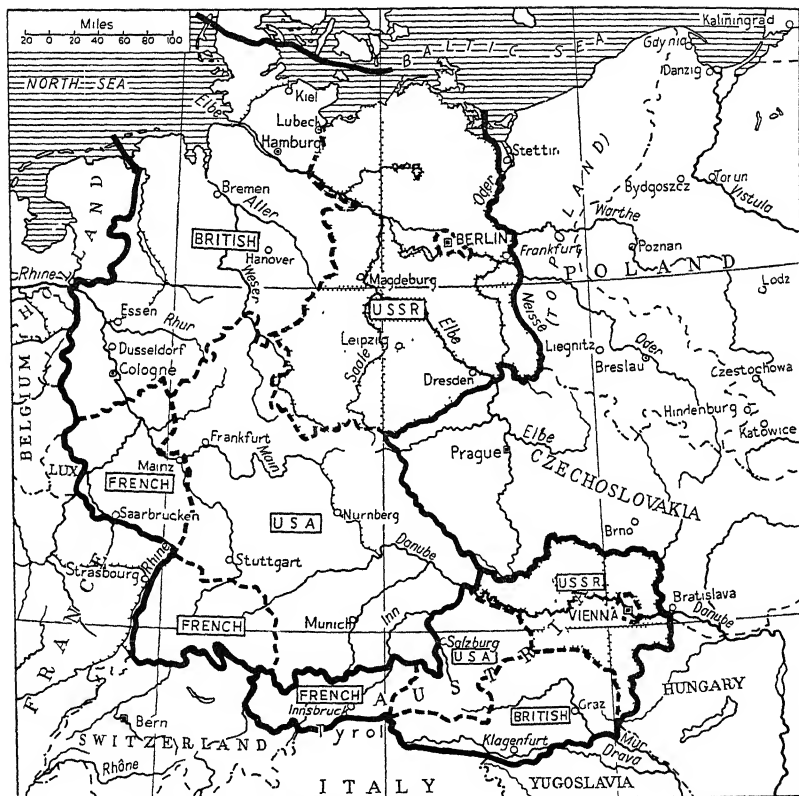 Miles
20 0 20 60 100
BALTIC SEA
Kaliningrad
Gdynia
Danzig
NORTH SEA
Elbe
Kiel
Lubeck
Hamburg
Stettin
Oder
Bydgoszcz
Torun
Vistula
Bremen
Aller
BRITISH
Hanover
Weser
BERLIN
Frankfurt
Warthe
Poznan
(TO POLAND)
POLAND
HOLLAND
Rhine
Magdeburg
USSR
Neisse
Lodz
Essen
Rhur
Dusseldorf
Cologne
Leipzig
Saale
Elbe
Dresden
Liegnitz
Oder
Breslau
Czestochowa
Hindenburg
Katowice
BELGIUM
LUX
Frankfurt
Main
Mainz
FRENCH
Saarbrucken
USA
Nurnberg
Prague
Elbe
CZECHOSLOVAKIA
Brno
Strasbourg
Rhine
Stuttgart
Danube
USSR
VIENNA
Bratislava
Danube
FRANCE
FRENCH
Munich
Inn
Salzburg
USA
AUSTRIA
FRENCH
Innsbruck
Tyrol
BRITISH
Graz
Klagenfurt
HUNGARY
Mur
Drava
Bern
SWITZERLAND
Rhône
ITALY
YUGOSLAVIA